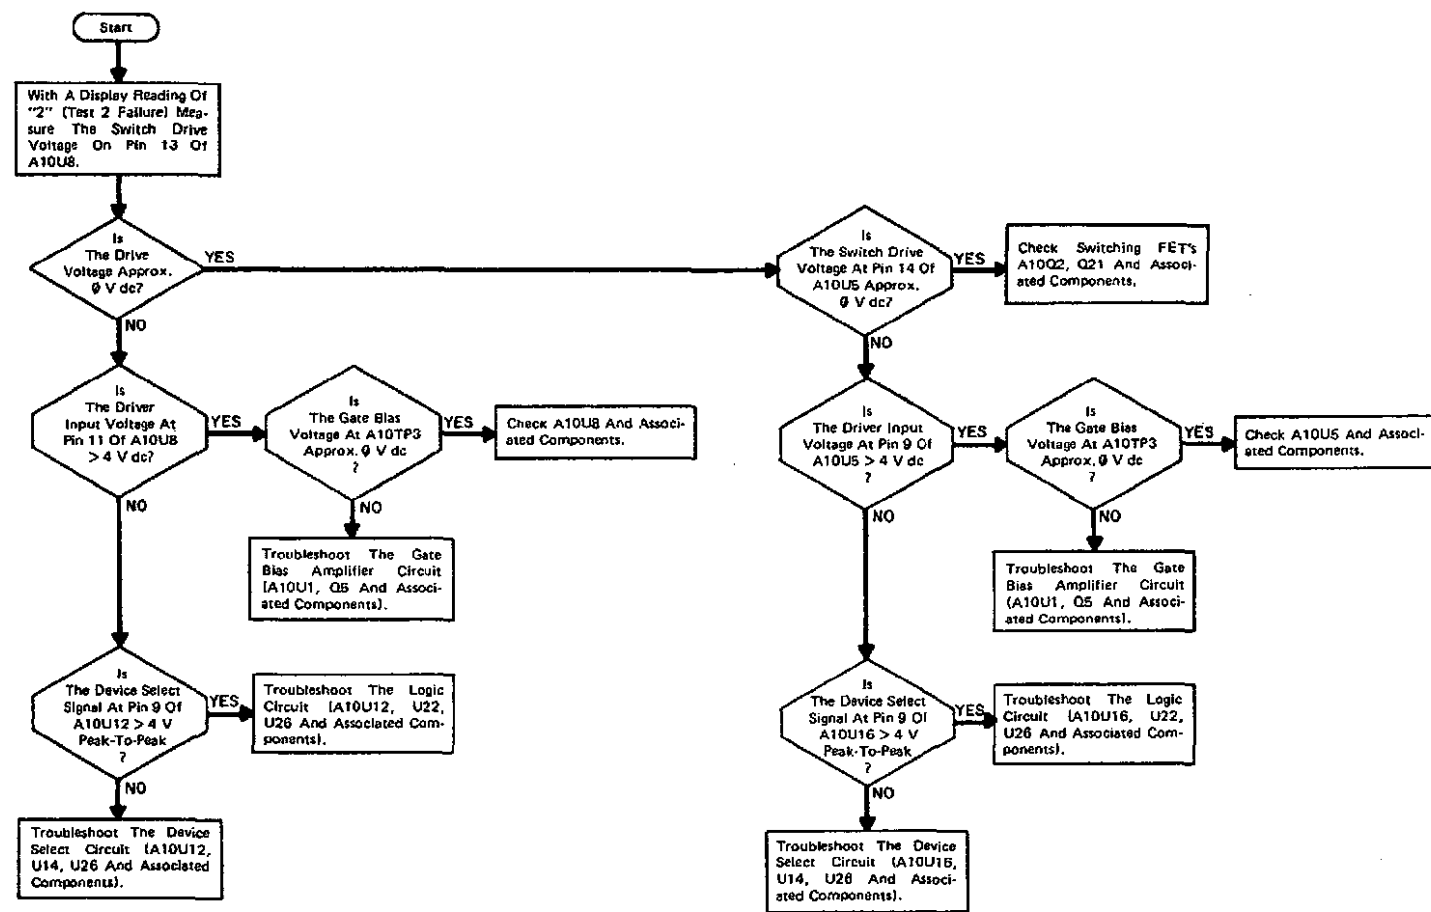 Start
With A Display Reading Of
"2" (Test 2 Failure) Mea-
sure The Switch Drive
Voltage On Pin 13 Of
A10U8.
Is
The Drive
Voltage Approx.
0 V dc?
YES
NO
Is
The Switch Drive
Voltage At Pin 14 Of
A10U5 Approx.
0 V dc?
YES
NO
Check Switching FET's
A10Q2, Q21 And Associ-
ated Components.
Is
The Driver
Input Voltage At
Pin 11 Of A10U8
> 4 V dc?
YES
NO
Is
The Gate Bias
Voltage At A10TP3
Approx. 0 V dc
?
YES
NO
Check A10U8 And Associ-
ated Components.
Troubleshoot The Gate
Bias Amplifier Circuit
(A10U1, Q5 And Associ-
ated Components).
Is
The Driver Input
Voltage At Pin 9 Of
A10U5 > 4 V dc
?
YES
NO
Is
The Gate Bias
Voltage At A10TP3
Approx. 0 V dc
?
YES
NO
Check A10U5 And Associ-
ated Components.
Troubleshoot The Gate
Bias Amplifier Circuit
(A10U1, Q5 And Associ-
ated Components).
Is
The Device Select
Signal At Pin 9 Of
A10U12 > 4 V
Peak-To-Peak
?
YES
NO
Troubleshoot The Logic
Circuit (A10U12, U22,
U26 And Associated Com-
ponents).
Troubleshoot The Device
Select Circuit (A10U12,
U14, U26 And Associated
Components).
Is
The Device Select
Signal At Pin 9 Of
A10U16 > 4 V
Peak-To-Peak
?
YES
NO
Troubleshoot The Logic
Circuit (A10U16, U22,
U26 And Associated Com-
ponents).
Troubleshoot The Device
Select Circuit (A10U16,
U14, U26 And Associ-
ated Components).